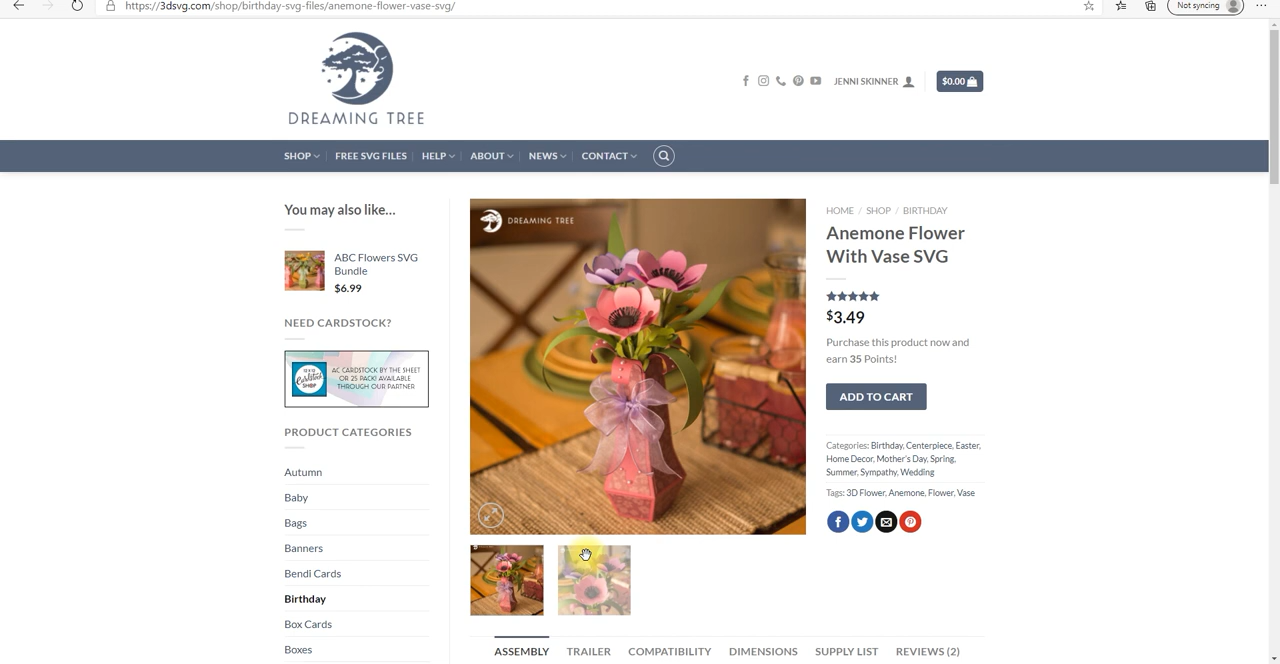 https://3dsvg.com/shop/birthday-svg-files/anemone-flower-vase-svg/
Not syncing
DREAMING TREE
JENNI SKINNER
$0.00
SHOP
FREE SVG FILES
HELP
ABOUT
NEWS
CONTACT
You may also like...
ABC Flowers SVG
Bundle
$6.99
NEED CARDSTOCK?
12 x 12
Cardstock
SHOP
AC CARDSTOCK BY THE SHEET
OR 25 PACK! AVAILABLE
THROUGH OUR PARTNER
PRODUCT CATEGORIES
Autumn
Baby
Bags
Banners
Bendi Cards
Birthday
Box Cards
Boxes
DREAMING TREE
HOME / SHOP / BIRTHDAY
Anemone Flower
With Vase SVG
$3.49
Purchase this product now and
earn 35 Points!
ADD TO CART
Categories: Birthday, Centerpiece, Easter,
Home Decor, Mother's Day, Spring,
Summer, Sympathy, Wedding
Tags: 3D Flower, Anemone, Flower, Vase
ASSEMBLY
TRAILER
COMPATIBILITY
DIMENSIONS
SUPPLY LIST
REVIEWS (2)